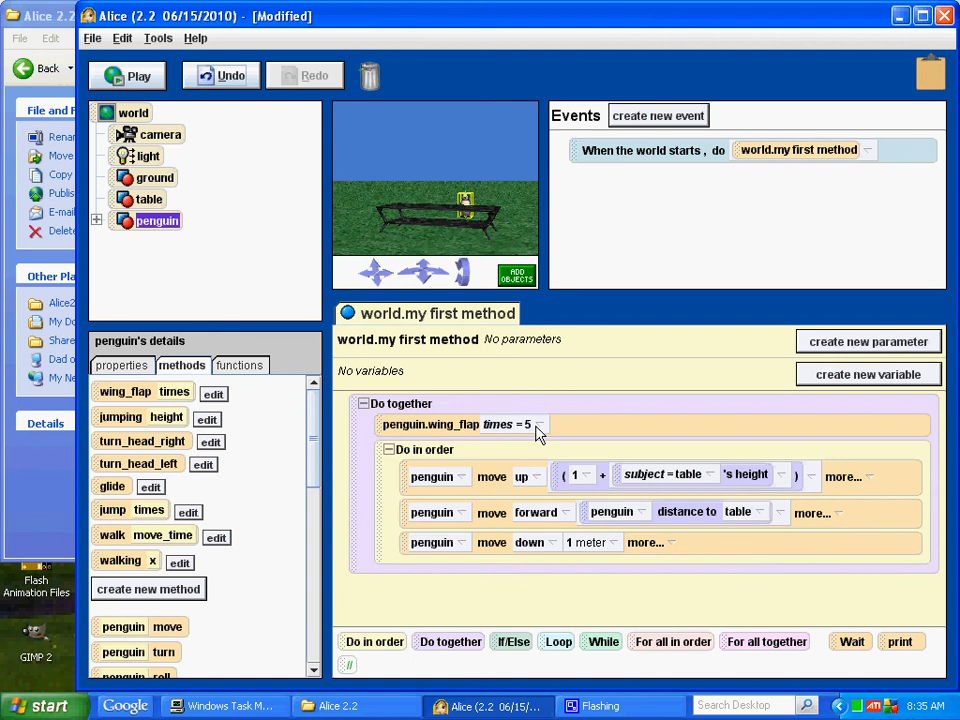 Alice 2.2
Alice (2.2 06/15/2010) - [Modified]
File Edit
File Edit Tools Help
Back
Play Undo Redo
File and F
Renan
Move
Copy
Publis
E-mai
Delet
Other Pla
Alice2
My Do
Share
Dad o
My Ne
Details
world
camera
light
ground
table
penguin
ADD
OBJECTS
Events create new event
When the world starts , do world.my first method
penguin's details
properties methods functions
wing_flap times edit
jumping height edit
turn_head_right edit
turn_head_left edit
glide edit
jump times edit
walk move_time edit
walking x edit
create new method
penguin move
penguin turn
penguin roll
world.my first method
world.my first method No parameters create new parameter
No variables create new variable
Do together
penguin.wing_flap times = 5
Do in order
penguin move up ( 1 + subject = table 's height ) more...
penguin move forward penguin distance to table more...
penguin move down 1 meter more...
Do in order Do together If/Else Loop While For all in order For all together Wait print
//
Flash
Animation Files
GIMP 2
start Google Windows Task M... Alice 2.2 Alice (2.2 06/15/... Flashing Search Desktop 8:35 AM